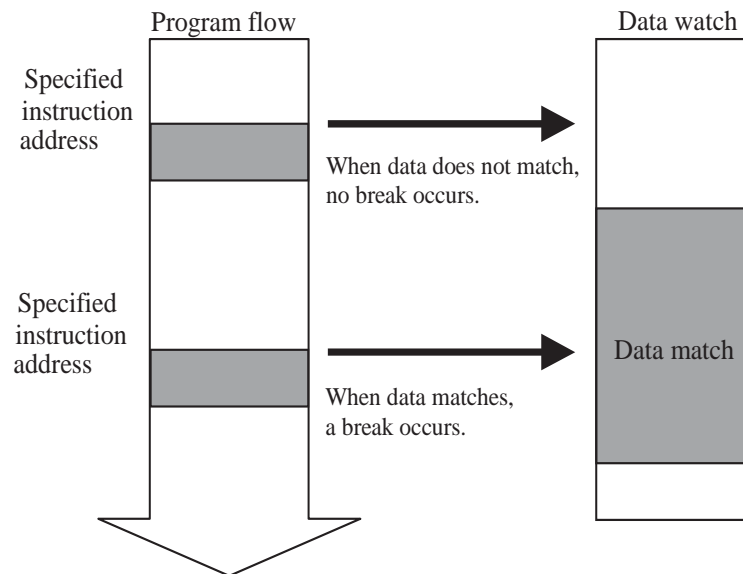 Program flow
Data watch
Specified
instruction
address
When data does not match,
no break occurs.
Specified
instruction
address
Data match
When data matches,
a break occurs.